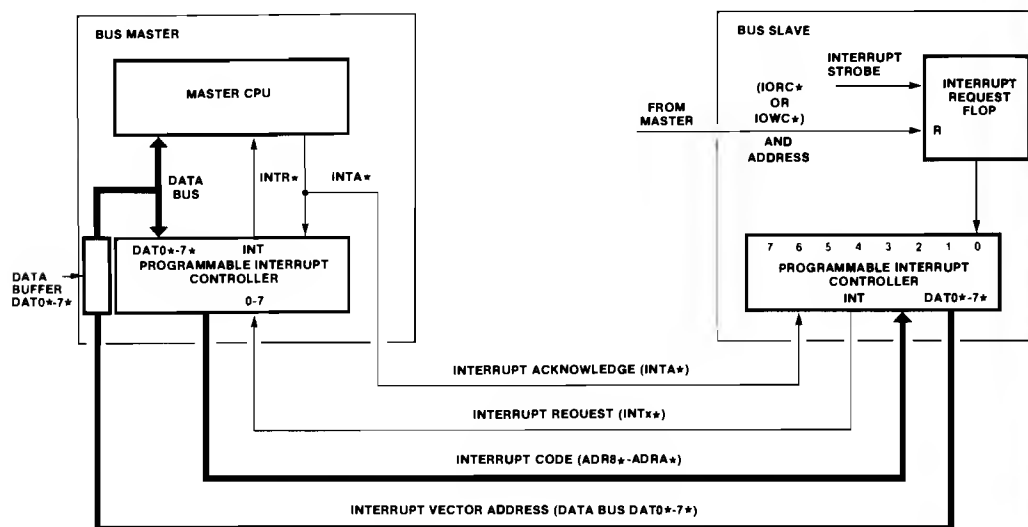 BUS MASTER
MASTER CPU
DATA
BUS
INTR*
INTA*
DAT0*-7*
INT
PROGRAMMABLE INTERRUPT
CONTROLLER
0-7
DATA
BUFFER
DAT0*-7*
BUS SLAVE
INTERRUPT
STROBE
(IORC*
OR
IOWC*)
AND
ADDRESS
FROM
MASTER
INTERRUPT
REQUEST
FLOP
R
7 6 5 4 3 2 1 0
PROGRAMMABLE INTERRUPT
CONTROLLER
INT
DAT0*-7*
INTERRUPT ACKNOWLEDGE (INTA*)
INTERRUPT REQUEST (INTx*)
INTERRUPT CODE (ADR8*-ADRA*)
INTERRUPT VECTOR ADDRESS (DATA BUS DAT0*-7*)